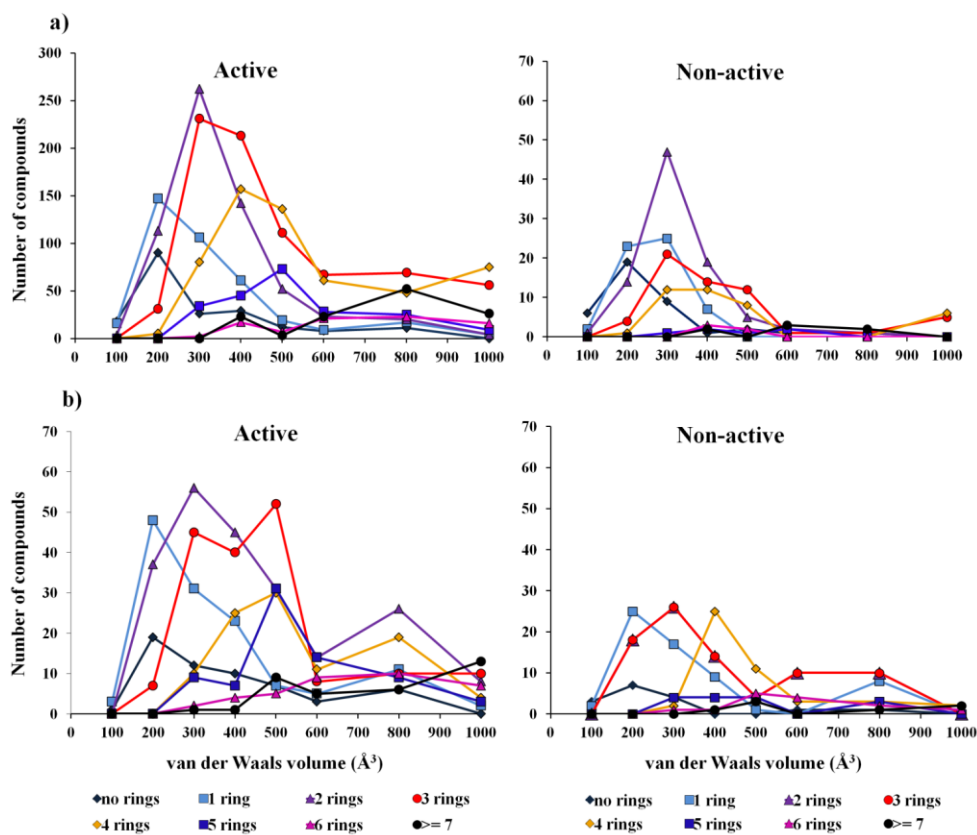 a)
Active
Non-active
Number of compounds
300
250
200
150
100
50
0
0 100 200 300 400 500 600 700 800 900 1000
70
60
50
40
30
20
10
0
0 100 200 300 400 500 600 700 800 900 1000
b)
Active
Non-active
Number of compounds
70
60
50
40
30
20
10
0
0 100 200 300 400 500 600 700 800 900 1000
70
60
50
40
30
20
10
0
0 100 200 300 400 500 600 700 800 900 1000
van der Waals volume (Å³)
van der Waals volume (Å³)
no rings 1 ring 2 rings 3 rings
4 rings 5 rings 6 rings >= 7
no rings 1 ring 2 rings 3 rings
4 rings 5 rings 6 rings >= 7